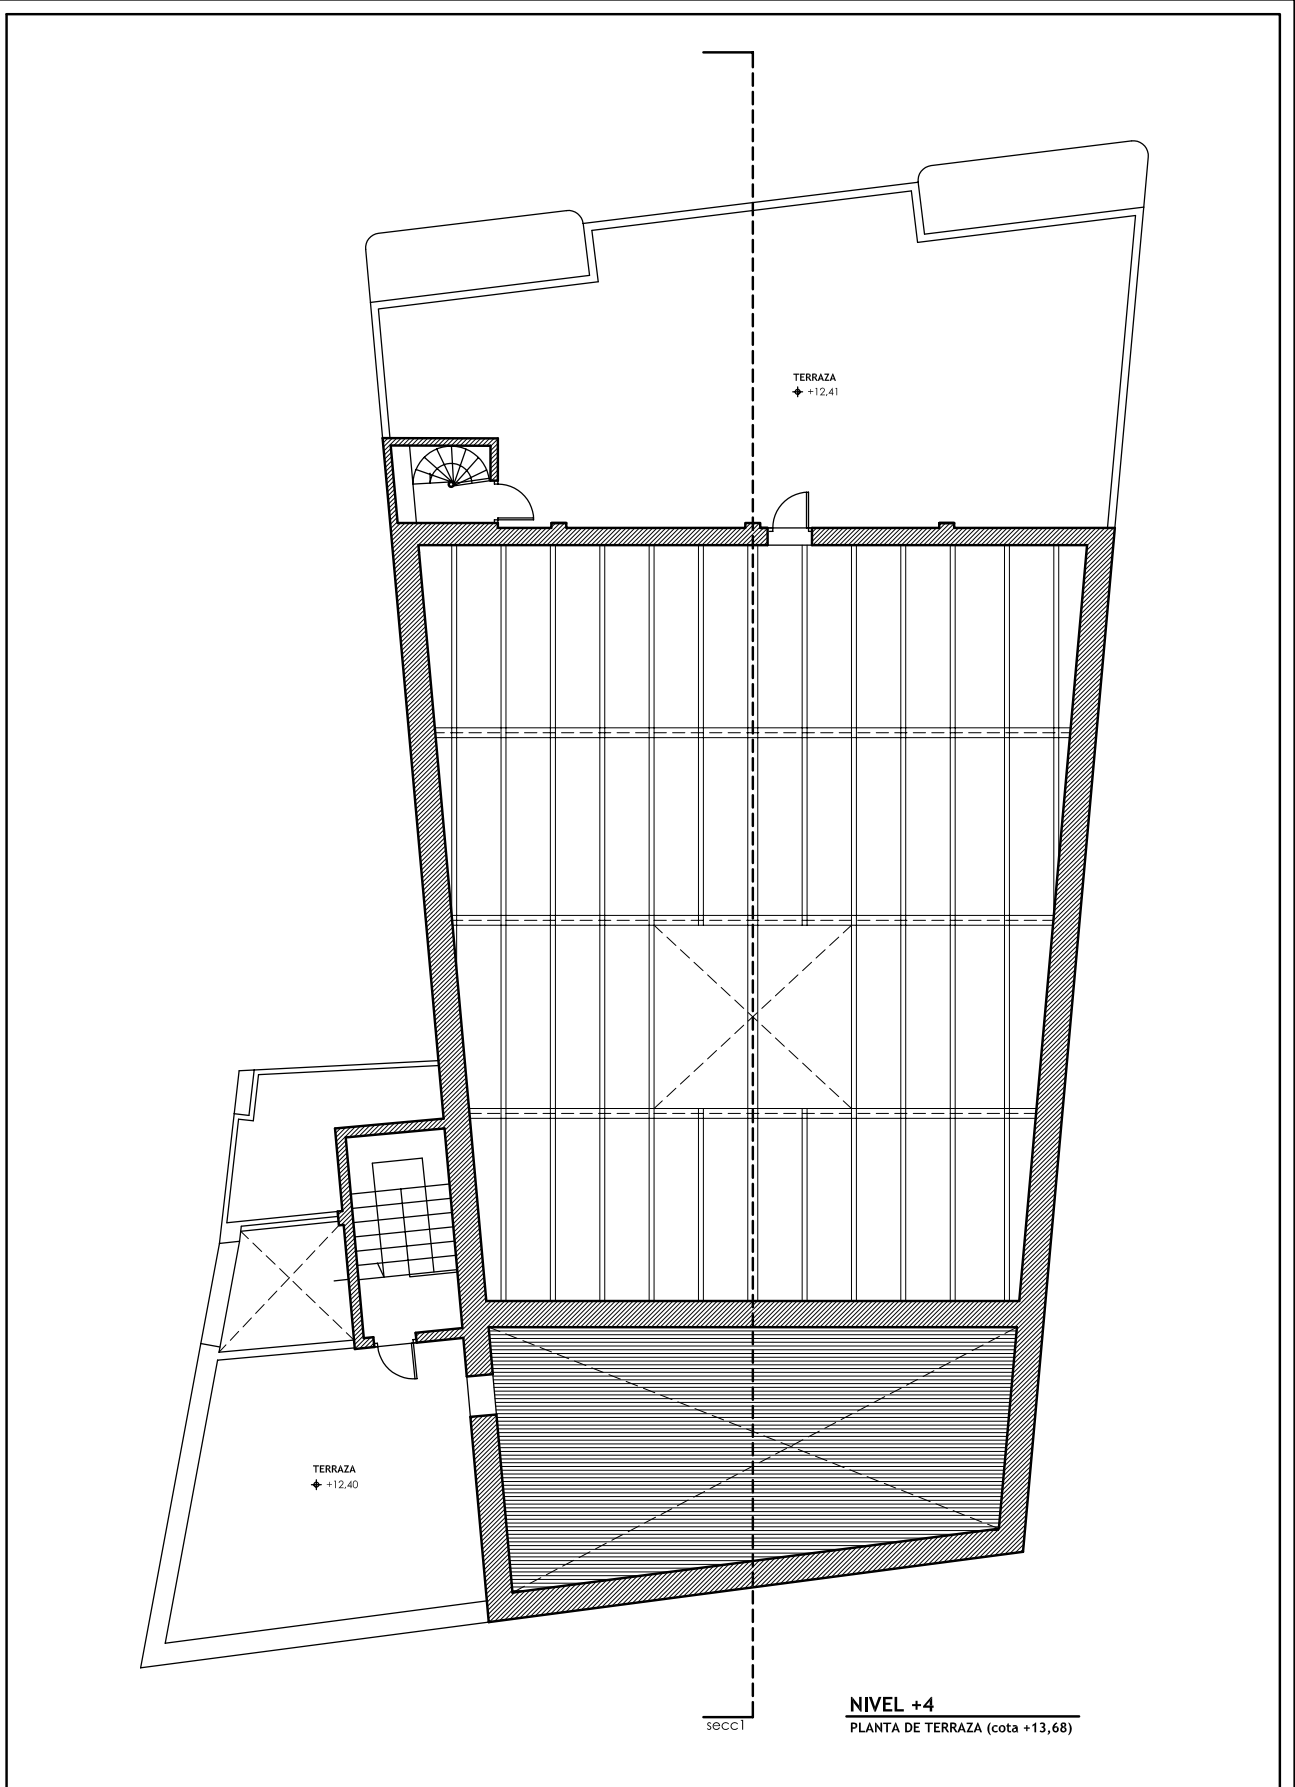 TERRAZA
+12,41
TERRAZA
+12,40
secc1
NIVEL +4
PLANTA DE TERRAZA (cota +13,68)